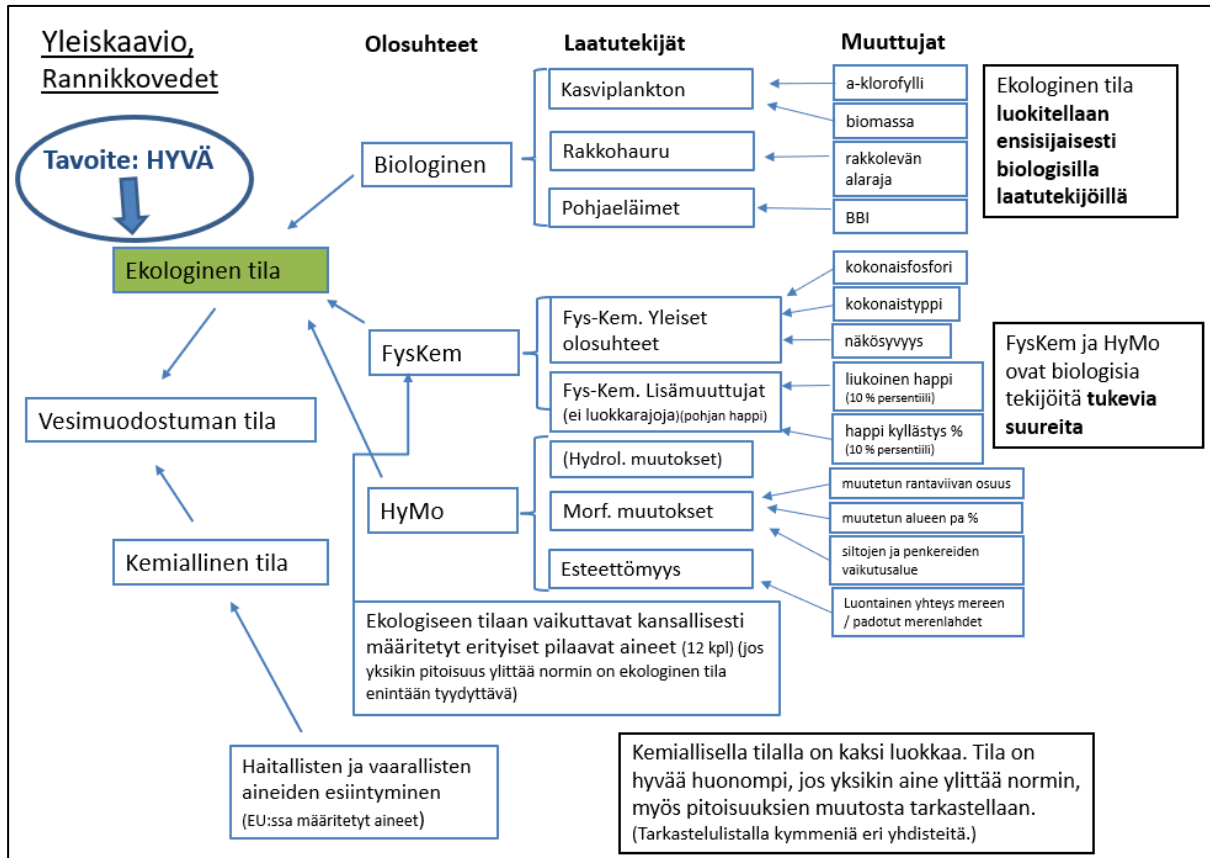 Yleiskaavio,
Rannikkovedet
Olosuhteet
Laatutekijät
Muuttujat
Tavoite: HYVÄ
Ekologinen tila
Vesimuodostuman tila
Kemiallinen tila
Biologinen
FysKem
HyMo
Kasviplankton
Rakkohauru
Pohjaeläimet
Fys-Kem. Yleiset
olosuhteet
Fys-Kem. Lisämuuttujat
(ei luokkarajoja)(pohjan happi)
(Hydrol. muutokset)
Morf. muutokset
Esteettömyys
a-klorofylli
biomassa
rakkolevän
alaraja
BBI
kokonaisfosfori
kokonaistyppi
näkösyvyys
liukoinen happi
(10 % persentiili)
happi kyllästys %
(10 % persentiili)
muutetun rantaviivan osuus
muutetun alueen pa %
siltojen ja penkereiden
vaikutusalue
Luontainen yhteys mereen
/ padotut merenlahdet
Ekologinen tila
luokitellaan
ensisijaisesti
biologisilla
laatutekijöillä
FysKem ja HyMo
ovat biologisia
tekijöitä tukevia
suureita
Ekologiseen tilaan vaikuttavat kansallisesti
määritetyt erityiset pilaavat aineet (12 kpl) (jos
yksikin pitoisuus ylittää normin on ekologinen tila
enintään tyydyttävä)
Haitallisten ja vaarallisten
aineiden esiintyminen
(EU:ssa määritetyt aineet)
Kemiallisella tilalla on kaksi luokkaa. Tila on
hyvää huonompi, jos yksikin aine ylittää normin,
myös pitoisuuksien muutosta tarkastellaan.
(Tarkastelulistalla kymmeniä eri yhdisteitä.)